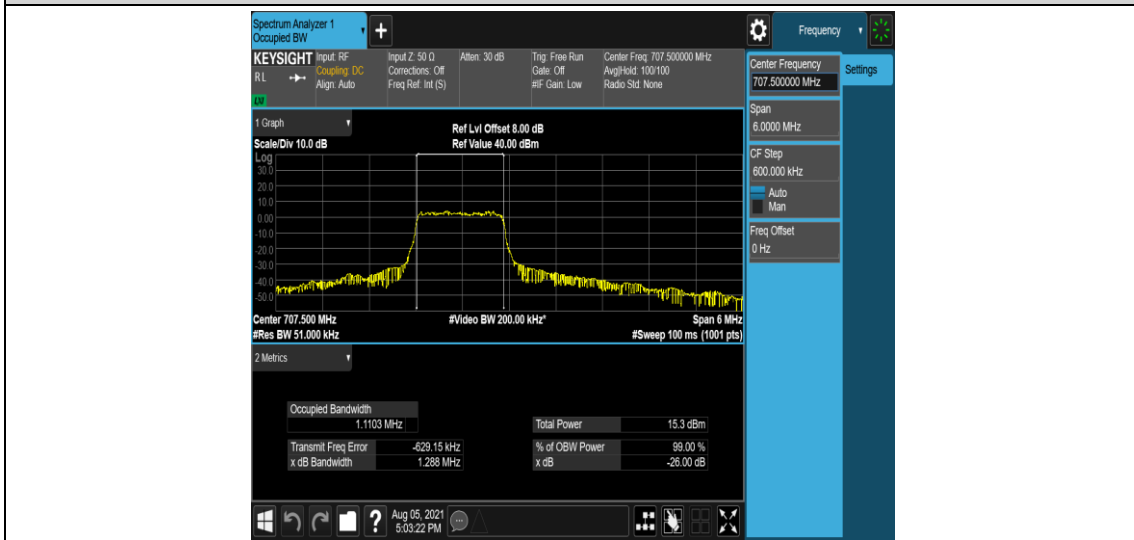 Spectrum Analyzer 1
Occupied BW
+
Frequency
KEYSIGHT Input: RF Input Z: 50 Ω Atten: 30 dB Trig: Free Run Center Freq: 707.500000 MHz
RL Coupling: DC Corrections: Off Gate: Off Avg|Hold: 100/100
Align: Auto Freq Ref: Int (S) #IF Gain: Low Radio Std: None
Center Frequency
707.500000 MHz
Settings
Span
6.0000 MHz
CF Step
600.000 kHz
Auto
Man
Freq Offset
0 Hz
1 Graph
Ref Lvl Offset 8.00 dB
Scale/Div 10.0 dB Ref Value 40.00 dBm
Log
30.0
20.0
10.0
0.00
-10.0
-20.0
-30.0
-40.0
-50.0
Center 707.500 MHz #Video BW 200.00 kHz* Span 6 MHz
#Res BW 51.000 kHz #Sweep 100 ms (1001 pts)
2 Metrics
Occupied Bandwidth
1.1103 MHz Total Power 15.3 dBm
Transmit Freq Error -629.15 kHz % of OBW Power 99.00 %
x dB Bandwidth 1.288 MHz x dB -26.00 dB
?
Aug 05, 2021
5:03:22 PM